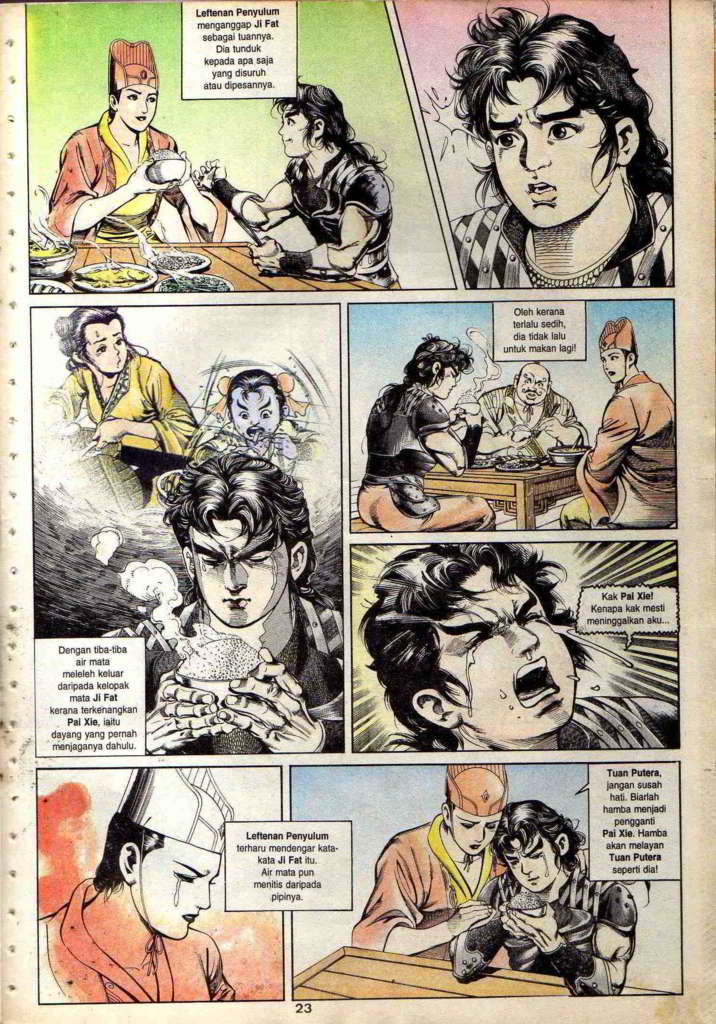 Leftenan Penyulum
menganggap Ji Fat
sebagai tuannya.
Dia tunduk
kepada apa saja
yang disuruh
atau dipesannya.
Oleh kerana
terlalu sedih,
dia tidak lalu
untuk makan lagi!
Dengan tiba-tiba
air mata
meleleh keluar
daripada kelopak
mata Ji Fat
kerana terkenangkan
Pai Xie, iaitu
dayang yang pernah
menjaganya dahulu.
Kak Pai Xie!
Kenapa kak mesti
meninggalkan aku...
Leftenan Penyulum
terharu mendengar kata-
kata Ji Fat itu.
Air mata pun
menitis daripada
pipinya.
Tuan Putera,
jangan susah
hati. Biarlah
hamba menjadi
pengganti
Pai Xie. Hamba
akan melayan
Tuan Putera
seperti dia!
23